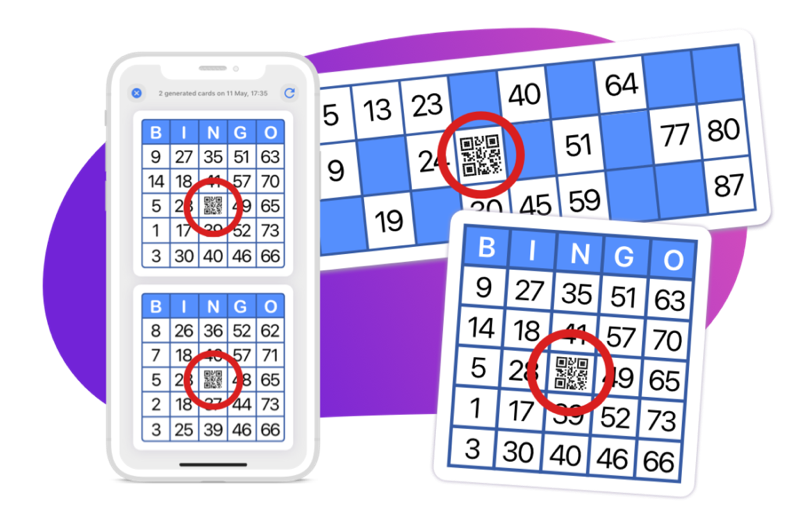 2 generated cards on 11 May, 17:35
B I N G O
9 27 35 51 63
14 18 41 57 70
5 28 49 65
1 17 39 52 73
3 30 40 46 66
B I N G O
8 26 36 52 62
7 18 40 57 71
5 23 48 65
2 18 37 44 73
3 25 39 46 66
5 13 23 40 64
9 24 51 77 80
19 30 45 59 87
B I N G O
9 27 35 51 63
14 18 41 57 70
5 28 49 65
1 17 39 52 73
3 30 40 46 66